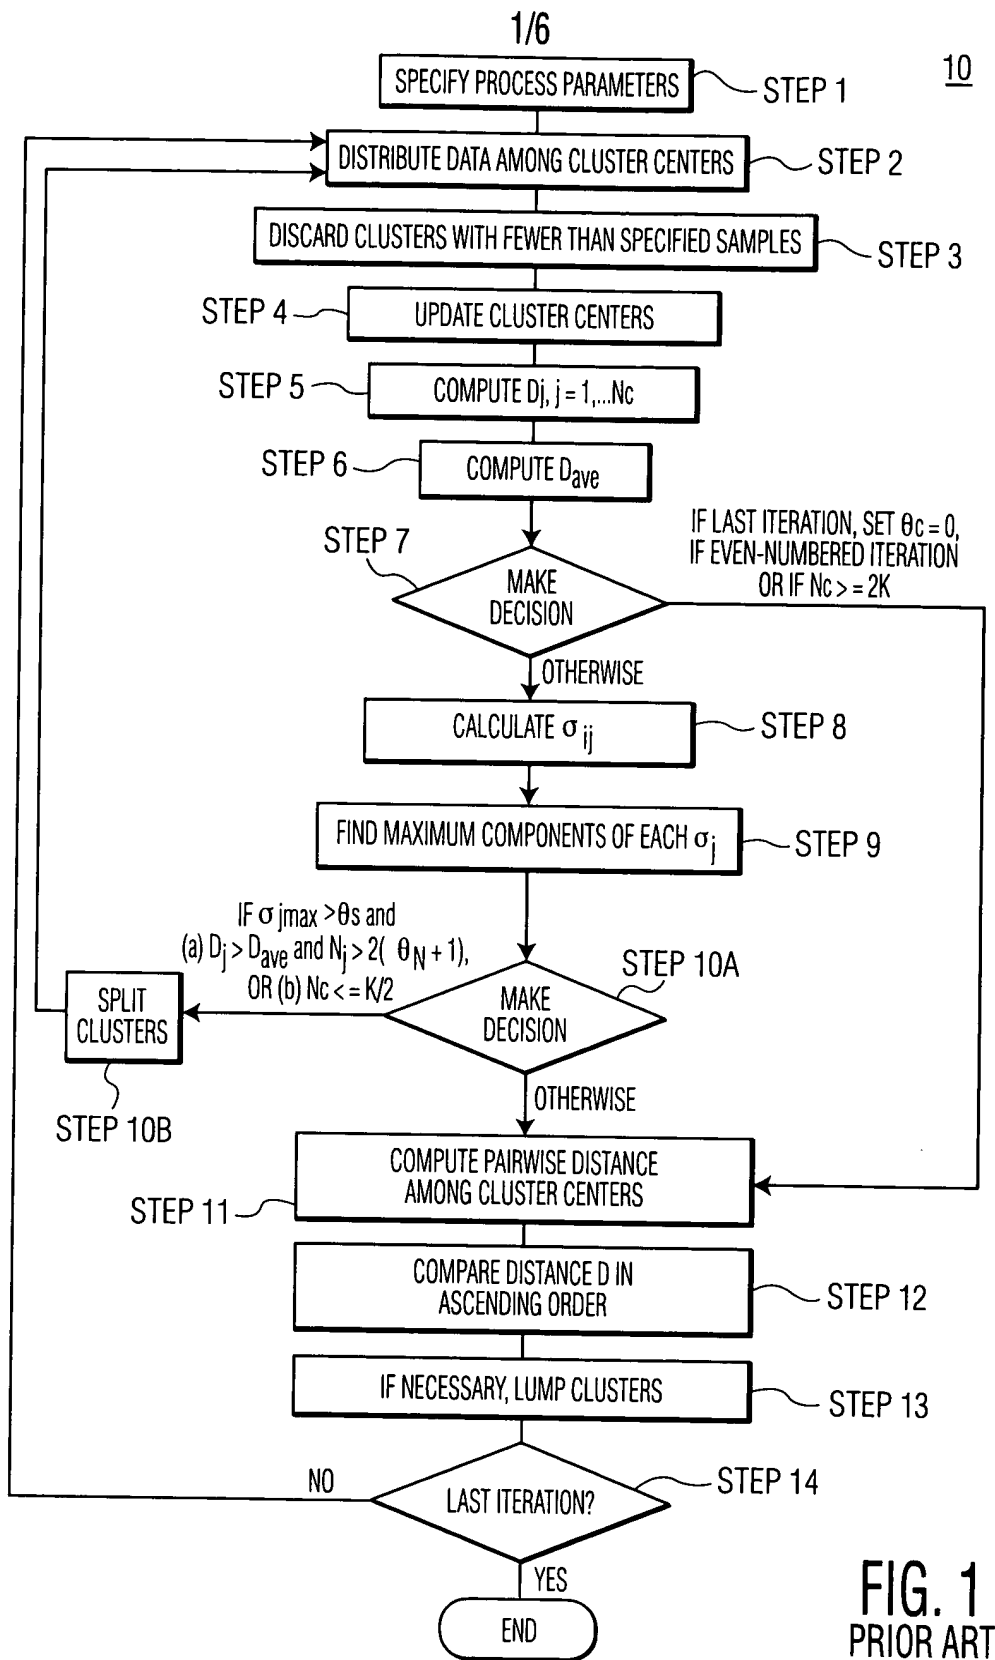 1/6
10
SPECIFY PROCESS PARAMETERS
STEP 1
DISTRIBUTE DATA AMONG CLUSTER CENTERS
STEP 2
DISCARD CLUSTERS WITH FEWER THAN SPECIFIED SAMPLES
STEP 3
STEP 4
UPDATE CLUSTER CENTERS
STEP 5
COMPUTE Dj, j = 1,...Nc
STEP 6
COMPUTE Dave
STEP 7
MAKE
DECISION
IF LAST ITERATION, SET θc = 0,
IF EVEN-NUMBERED ITERATION
OR IF Nc > = 2K
OTHERWISE
CALCULATE σij
STEP 8
FIND MAXIMUM COMPONENTS OF EACH σj
STEP 9
IF σjmax >θs and
(a) Dj > Dave and Nj > 2( θN + 1),
OR (b) Nc < = K/2
STEP 10A
MAKE
DECISION
SPLIT
CLUSTERS
STEP 10B
OTHERWISE
COMPUTE PAIRWISE DISTANCE
AMONG CLUSTER CENTERS
STEP 11
COMPARE DISTANCE D IN
ASCENDING ORDER
STEP 12
IF NECESSARY, LUMP CLUSTERS
STEP 13
NO
LAST ITERATION?
STEP 14
YES
END
FIG. 1
PRIOR ART